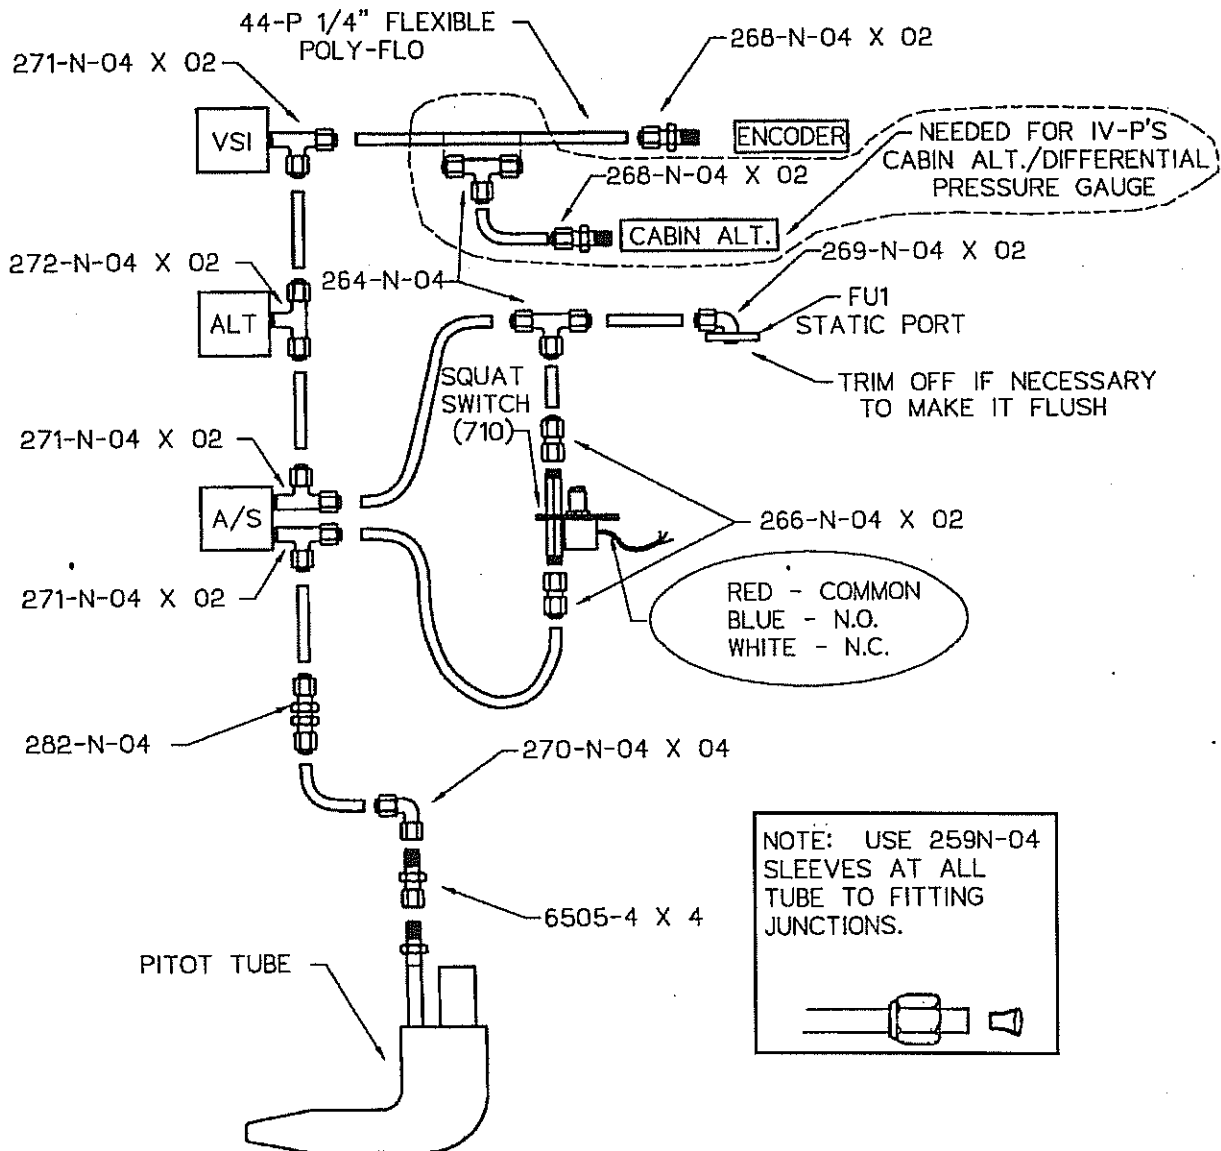 44-P 1/4" FLEXIBLE
POLY-FLO
268-N-04 X 02
271-N-04 X 02
VSI
ENCODER
NEEDED FOR IV-P'S
CABIN ALT./DIFFERENTIAL
PRESSURE GAUGE
268-N-04 X 02
CABIN ALT.
272-N-04 X 02
264-N-04
269-N-04 X 02
ALT
FU1
STATIC PORT
SQUAT
SWITCH
(710)
TRIM OFF IF NECESSARY
TO MAKE IT FLUSH
271-N-04 X 02
A/S
266-N-04 X 02
271-N-04 X 02
RED - COMMON
BLUE - N.O.
WHITE - N.C.
282-N-04
270-N-04 X 04
NOTE: USE 259N-04
SLEEVES AT ALL
TUBE TO FITTING
JUNCTIONS.
6505-4 X 4
PITOT TUBE